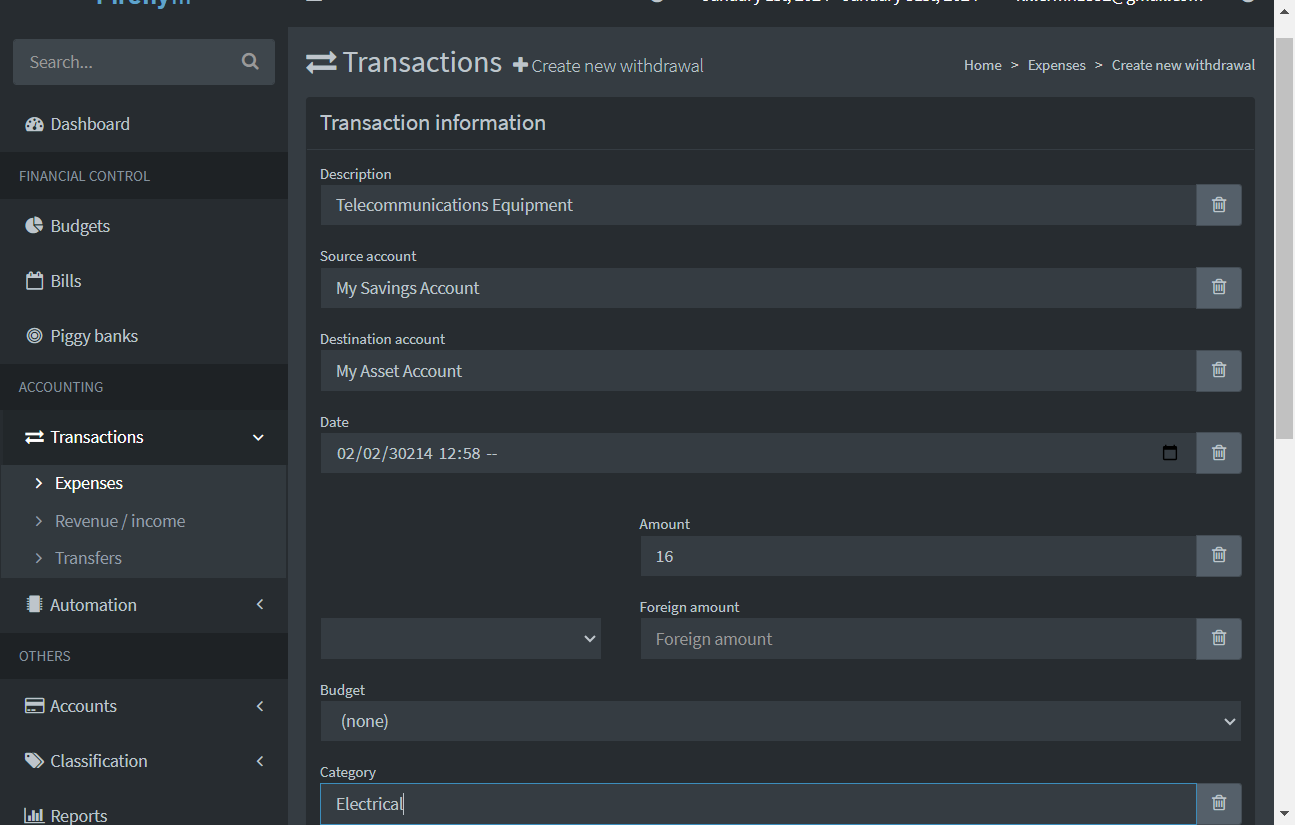 Search...
Dashboard
FINANCIAL CONTROL
Budgets
Bills
Piggy banks
ACCOUNTING
Transactions
Expenses
Revenue / income
Transfers
Automation
OTHERS
Accounts
Classification
Reports
Transactions Create new withdrawal
Home > Expenses > Create new withdrawal
Transaction information
Description
Telecommunications Equipment
Source account
My Savings Account
Destination account
My Asset Account
Date
02/02/30214 12:58 --
Amount
16
Foreign amount
Foreign amount
Budget
(none)
Category
Electrical